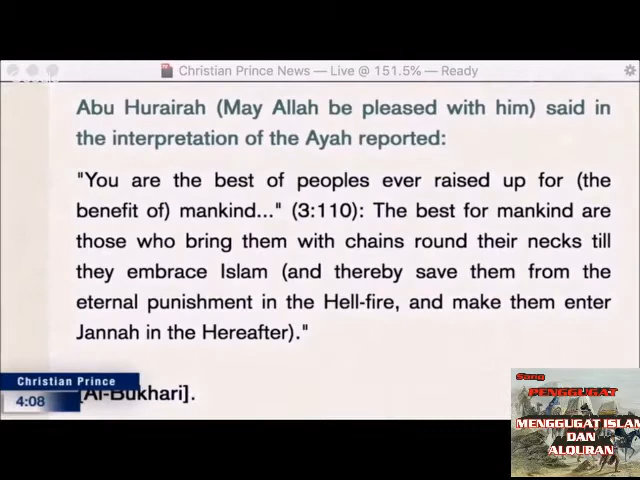 Christian Prince News — Live @ 151.5% — Ready
Abu Hurairah (May Allah be pleased with him) said in
the interpretation of the Ayah reported:
"You are the best of peoples ever raised up for (the
benefit of) mankind..." (3:110): The best for mankind are
those who bring them with chains round their necks till
they embrace Islam (and thereby save them from the
eternal punishment in the Hell-fire, and make them enter
Jannah in the Hereafter)."
[Al-Bukhari].
Christian Prince
4:08
Sang
PENGGUGAT
MENGGUGAT ISLAM
DAN
ALQURAN